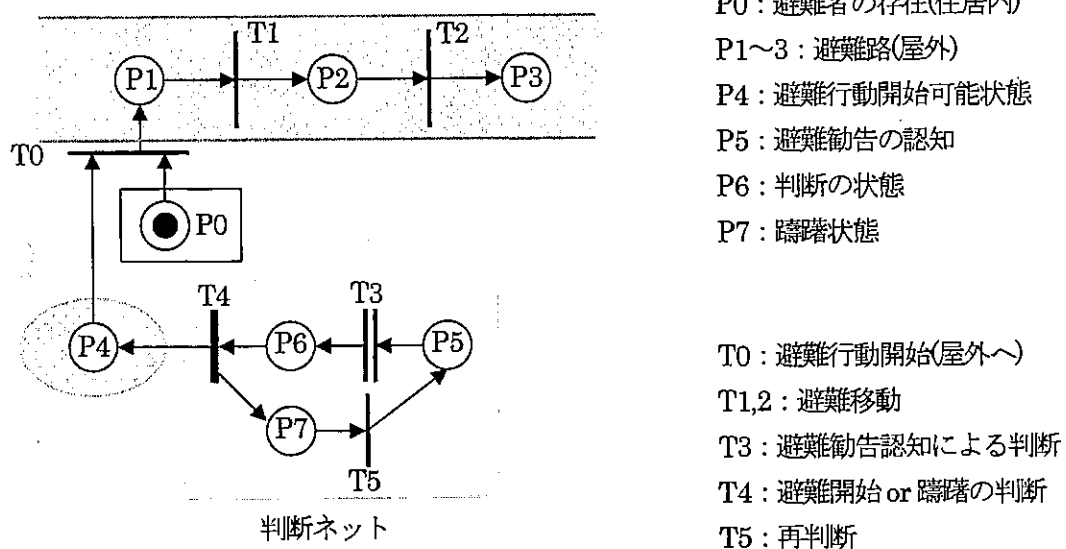 T1
T2
P1
P2
P3
T0
P0
T4
T3
P4
P6
P5
P7
T5
判断ネット
P0：避難者の存在(住居内)
P1～3：避難路(屋外)
P4：避難行動開始可能状態
P5：避難勧告の認知
P6：判断の状態
P7：躊躇状態
T0：避難行動開始(屋外へ)
T1,2：避難移動
T3：避難勧告認知による判断
T4：避難開始or躊躇の判断
T5：再判断